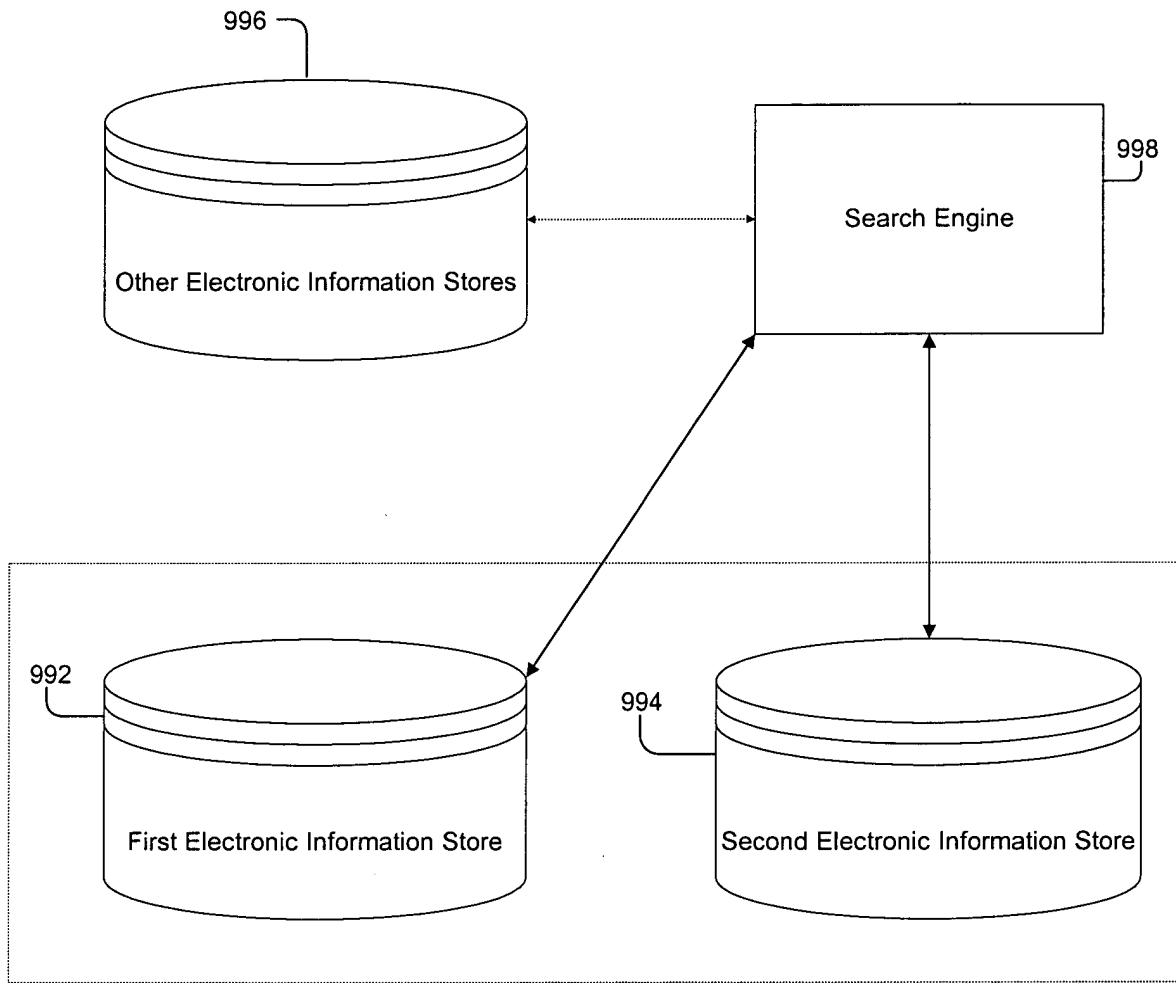 996
998
Search Engine
Other Electronic Information Stores
992
994
First Electronic Information Store
Second Electronic Information Store